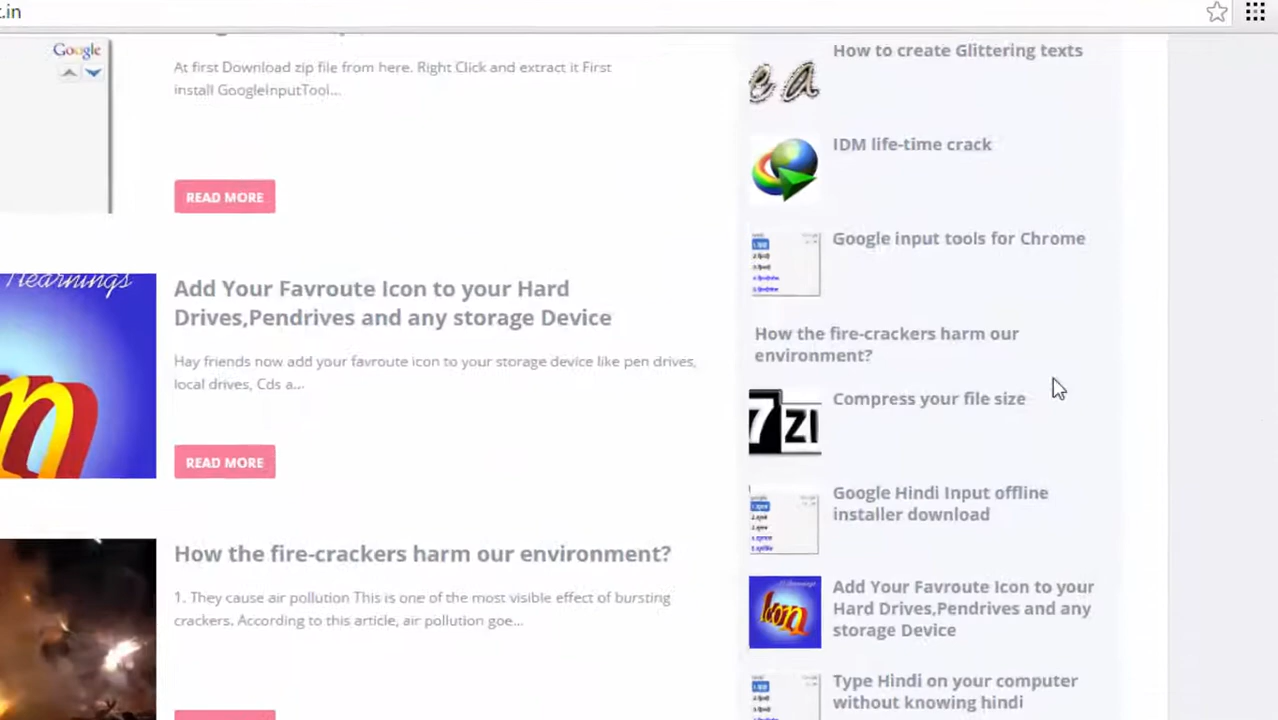 .in
Google
At first Download zip file from here. Right Click and extract it First
install GoogleInputTool...
READ MORE
learnings
Add Your Favroute Icon to your Hard
Drives,Pendrives and any storage Device
Hay friends now add your favroute icon to your storage device like pen drives,
local drives, Cds a...
READ MORE
How the fire-crackers harm our environment?
1. They cause air pollution This is one of the most visible effect of bursting
crackers. According to this article, air pollution goe...
How to create Glittering texts
IDM life-time crack
Google input tools for Chrome
How the fire-crackers harm our
environment?
7ZI
Compress your file size
Google Hindi Input offline
installer download
Icon
Add Your Favroute Icon to your
Hard Drives,Pendrives and any
storage Device
Type Hindi on your computer
without knowing hindi